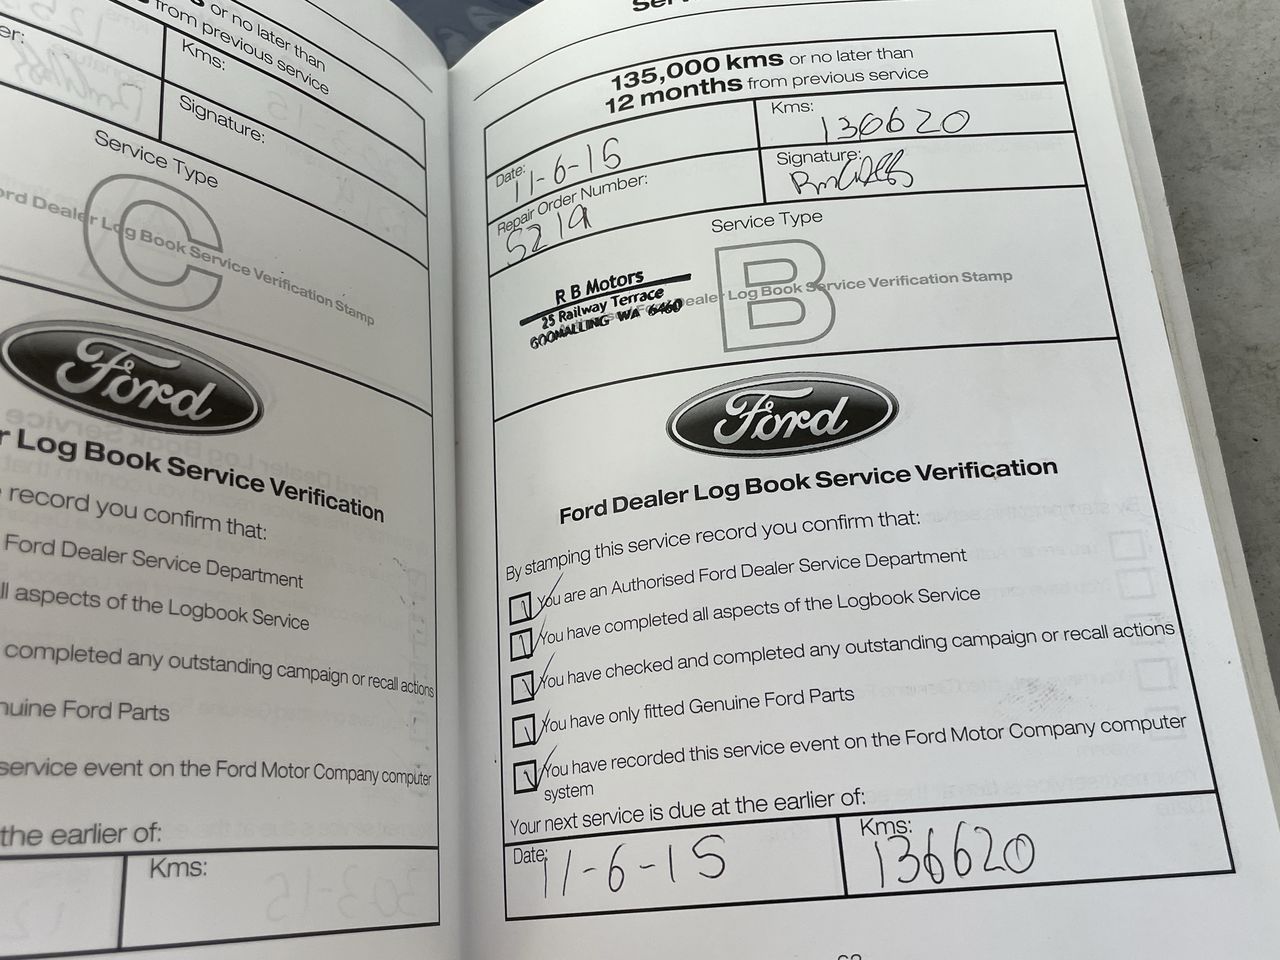 or no later than
from previous service
Kms:
Signature:
Service Type
C
Ford Dealer Log Book Service Verification Stamp
Ford
Log Book Service Verification
record you confirm that:
Ford Dealer Service Department
aspects of the Logbook Service
completed any outstanding campaign or recall actions
Ford Parts
service event on the Ford Motor Company computer
the earlier of:
Kms:
135,000 kms or no later than
12 months from previous service
Date: 11-6-15
Kms: 130620
Repair Order Number: 5219
Signature:
Service Type
B
R B Motors
25 Railway Terrace
GOOMALLING WA 6460
Dealer Log Book Service Verification Stamp
Ford
Ford Dealer Log Book Service Verification
By stamping this service record you confirm that:
You are an Authorised Ford Dealer Service Department
You have completed all aspects of the Logbook Service
You have checked and completed any outstanding campaign or recall actions
You have only fitted Genuine Ford Parts
You have recorded this service event on the Ford Motor Company computer
system
Your next service is due at the earlier of:
Date: 11-6-15
Kms: 136620